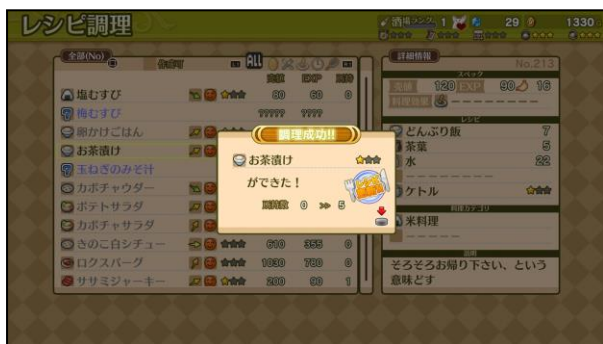 レシピ調理
酒場ランク 1 29 1330
全部(No) 作成可 ALL
売値 EXP 所持
塩むすび 80 60 0
梅むすび ????? ????
卵かけごはん
お茶漬け
玉ねぎのみそ汁
カボチャウダー
ポテトサラダ
カボチャサラダ
きのこ白シチュー 610 355 0
ロクスバーグ 1030 780 0
ササミジャーキー 200 90 1
調理成功!!
お茶漬け
ができた!
所持数 0 5
詳細情報
No.213
スペック
売値 120 EXP 90 16
料理効果 - - - - - -
レシピ
どんぶり飯 7
茶葉 5
水 22
- - - - - -
ケトル
料理カテゴリ
米料理
- - - - - -
説明
そろそろお帰り下さい、という
意味どす